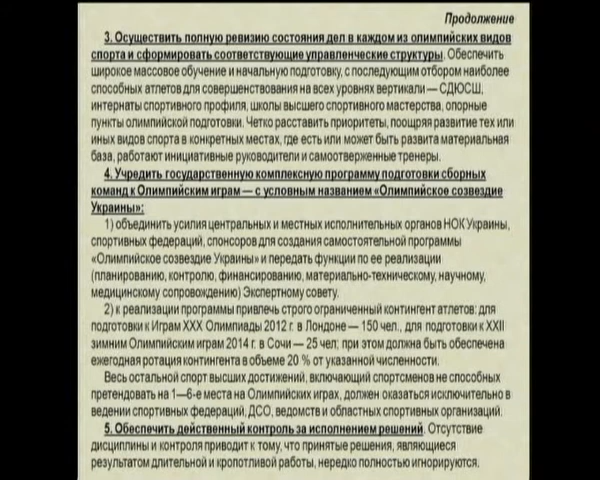 Продолжение
3. Осуществить полную ревизию состояния дел в каждом из олимпийских видов
спорта и сформировать соответствующие управленческие структуры. Обеспечить
широкое массовое обучение и начальную подготовку, с последующим отбором наиболее
способных атлетов для совершенствования на всех уровнях вертикали — СДЮСШ,
интернаты спортивного профиля, школы высшего спортивного мастерства, опорные
пункты олимпийской подготовки. Четко расставить приоритеты, поощряя развитие тех или
иных видов спорта в конкретных местах, где есть или может быть развита материальная
база, работают инициативные руководители и самоотверженные тренеры.
4. Учредить государственную комплексную программу подготовки сборных
команд к Олимпийским играм — с условным названием «Олимпийское созвездие
Украины»:
1) объединить усилия центральных и местных исполнительных органов НОК Украины,
спортивных федераций, спонсоров для создания самостоятельной программы
«Олимпийское созвездие Украины» и передать функции по ее реализации
(планированию, контролю, финансированию, материально-техническому, научному,
медицинскому сопровождению) Экспертному совету.
2) к реализации программы привлечь строго ограниченный контингент атлетов: для
подготовки к Играм XXX Олимпиады 2012 г. в Лондоне — 150 чел., для подготовки к XXII
зимним Олимпийским играм 2014 г. в Сочи — 25 чел; при этом должна быть обеспечена
ежегодная ротация контингента в объеме 20 % от указанной численности.
Весь остальной спорт высших достижений, включающий спортсменов не способных
претендовать на 1—6-е места на Олимпийских играх, должен оказаться исключительно в
ведении спортивных федераций, ДСО, ведомств и областных спортивных организаций.
5. Обеспечить действенный контроль за исполнением решений. Отсутствие
дисциплины и контроля приводит к тому, что принятые решения, являющиеся
результатом длительной и кропотливой работы, нередко полностью игнорируются.